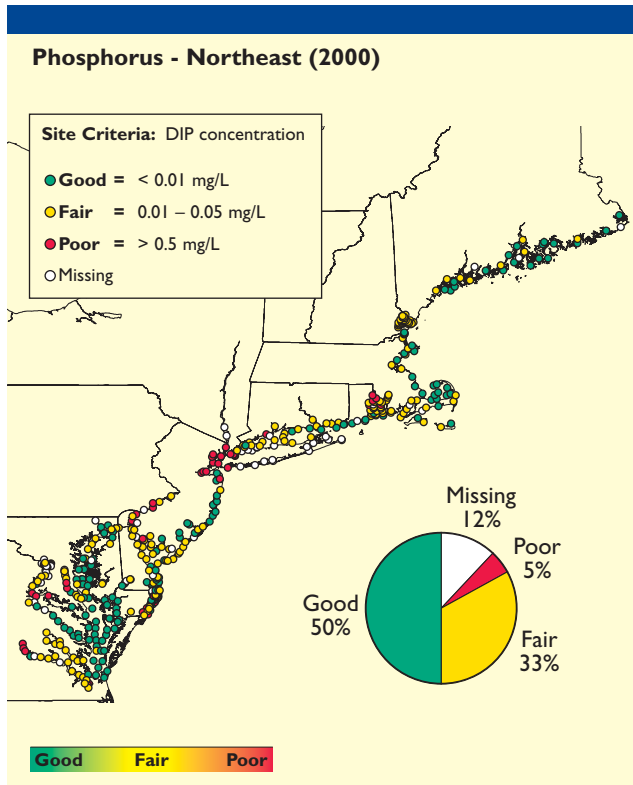 Phosphorus - Northeast (2000)
Site Criteria: DIP concentration
Good = < 0.01 mg/L
Fair = 0.01 – 0.05 mg/L
Poor = > 0.5 mg/L
Missing
Missing
12%
Poor
5%
Good
50%
Fair
33%
Good Fair Poor